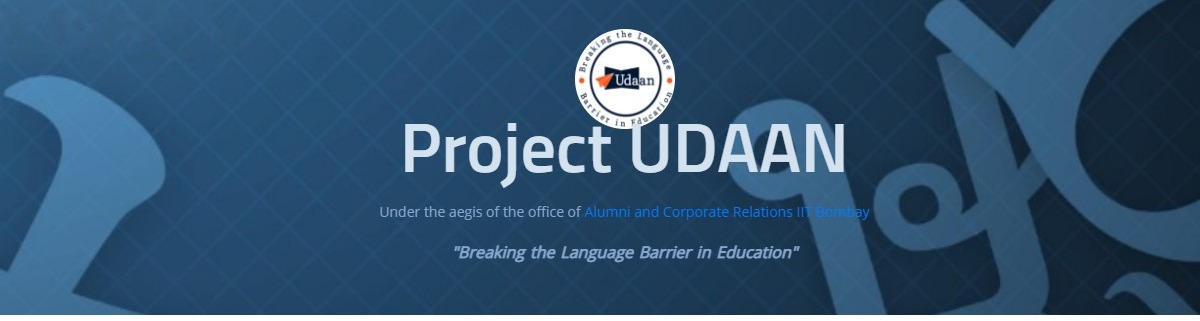 Breaking the Language
Udaan
Barrier in Education
Project UDAAN
Under the aegis of the office of Alumni and Corporate Relations IIT Bombay
"Breaking the Language Barrier in Education"